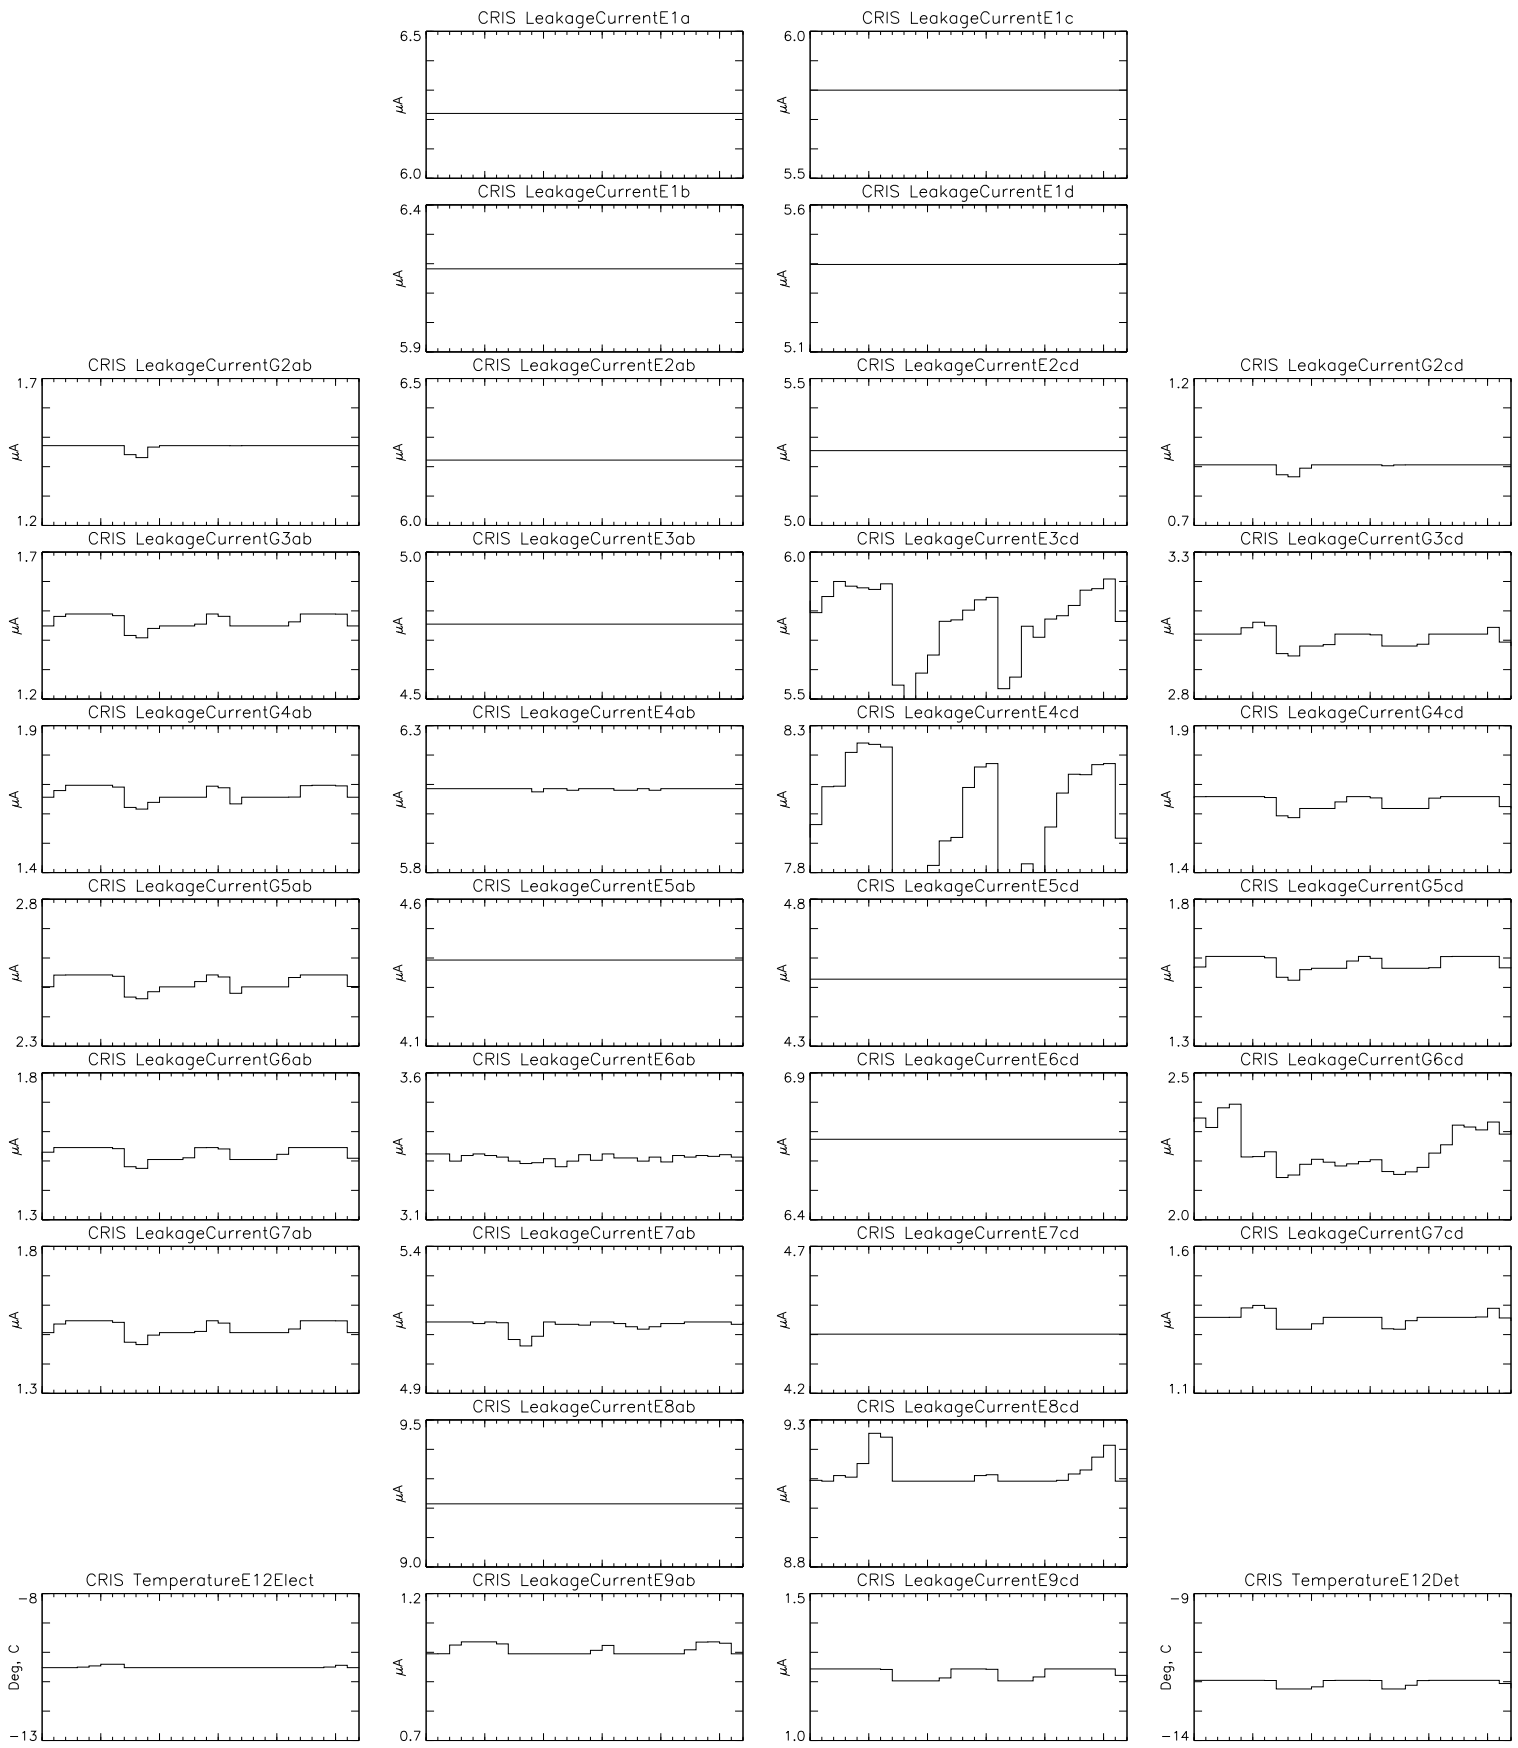 CRIS LeakageCurrentE1a
6.5
μA
6.0
CRIS LeakageCurrentE1c
6.0
μA
5.5
CRIS LeakageCurrentE1b
6.4
μA
5.9
CRIS LeakageCurrentE1d
5.6
μA
5.1
CRIS LeakageCurrentG2ab
1.7
μA
1.2
CRIS LeakageCurrentE2ab
6.5
μA
6.0
CRIS LeakageCurrentE2cd
5.5
μA
5.0
CRIS LeakageCurrentG2cd
1.2
μA
0.7
CRIS LeakageCurrentG3ab
1.7
μA
1.2
CRIS LeakageCurrentE3ab
5.0
μA
4.5
CRIS LeakageCurrentE3cd
6.0
μA
5.5
CRIS LeakageCurrentG3cd
3.3
μA
2.8
CRIS LeakageCurrentG4ab
1.9
μA
1.4
CRIS LeakageCurrentE4ab
6.3
μA
5.8
CRIS LeakageCurrentE4cd
8.3
μA
7.8
CRIS LeakageCurrentG4cd
1.9
μA
1.4
CRIS LeakageCurrentG5ab
2.8
μA
2.3
CRIS LeakageCurrentE5ab
4.6
μA
4.1
CRIS LeakageCurrentE5cd
4.8
μA
4.3
CRIS LeakageCurrentG5cd
1.8
μA
1.3
CRIS LeakageCurrentG6ab
1.8
μA
1.3
CRIS LeakageCurrentE6ab
3.6
μA
3.1
CRIS LeakageCurrentE6cd
6.9
μA
6.4
CRIS LeakageCurrentG6cd
2.5
μA
2.0
CRIS LeakageCurrentG7ab
1.8
μA
1.3
CRIS LeakageCurrentE7ab
5.4
μA
4.9
CRIS LeakageCurrentE7cd
4.7
μA
4.2
CRIS LeakageCurrentG7cd
1.6
μA
1.1
CRIS LeakageCurrentE8ab
9.5
μA
9.0
CRIS LeakageCurrentE8cd
9.3
μA
8.8
CRIS TemperatureE12Elect
-8
Deg, C
-13
CRIS LeakageCurrentE9ab
1.2
μA
0.7
CRIS LeakageCurrentE9cd
1.5
μA
1.0
CRIS TemperatureE12Det
-9
Deg, C
-14